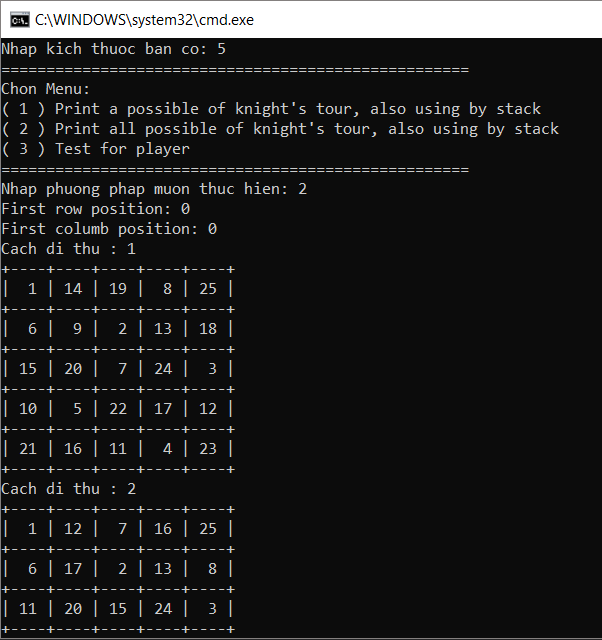 C:\WINDOWS\system32\cmd.exe
Nhap kich thuoc ban co: 5
====================================================
Chon Menu:
( 1 ) Print a possible of knight's tour, also using by stack
( 2 ) Print all possible of knight's tour, also using by stack
( 3 ) Test for player
====================================================
Nhap phuong phap muon thuc hien: 2
First row position: 0
First columb position: 0
Cach di thu : 1
+----+----+----+----+----+
|  1 | 14 | 19 |  8 | 25 |
+----+----+----+----+----+
|  6 |  9 |  2 | 13 | 18 |
+----+----+----+----+----+
| 15 | 20 |  7 | 24 |  3 |
+----+----+----+----+----+
| 10 |  5 | 22 | 17 | 12 |
+----+----+----+----+----+
| 21 | 16 | 11 |  4 | 23 |
+----+----+----+----+----+
Cach di thu : 2
+----+----+----+----+----+
|  1 | 12 |  7 | 16 | 25 |
+----+----+----+----+----+
|  6 | 17 |  2 | 13 |  8 |
+----+----+----+----+----+
| 11 | 20 | 15 | 24 |  3 |
+----+----+----+----+----+